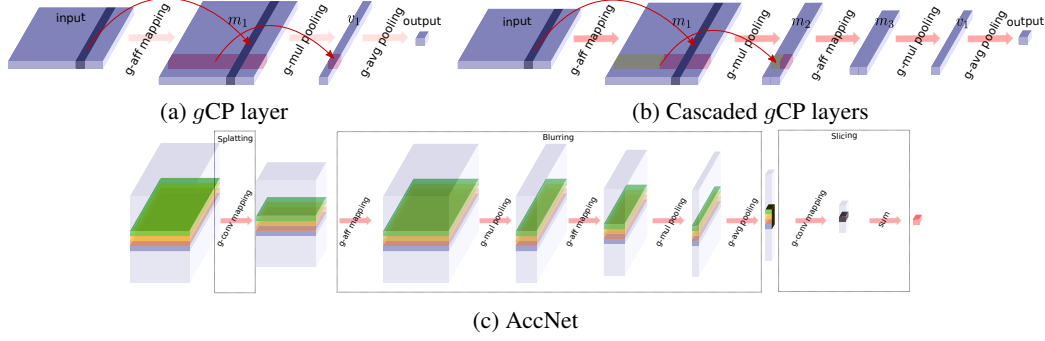 input
g-aff mapping
m₁
g-mul pooling
v₁
g-avg pooling
output
(a) gCP layer
input
g-aff mapping
m₁
g-mul pooling
m₂
g-aff mapping
m₃
g-mul pooling
v₁
g-avg pooling
output
(b) Cascaded gCP layers
Splatting
g-conv mapping
Blurring
g-aff mapping
g-mul pooling
g-aff mapping
g-mul pooling
g-avg pooling
Slicing
g-conv mapping
sum
(c) AccNet